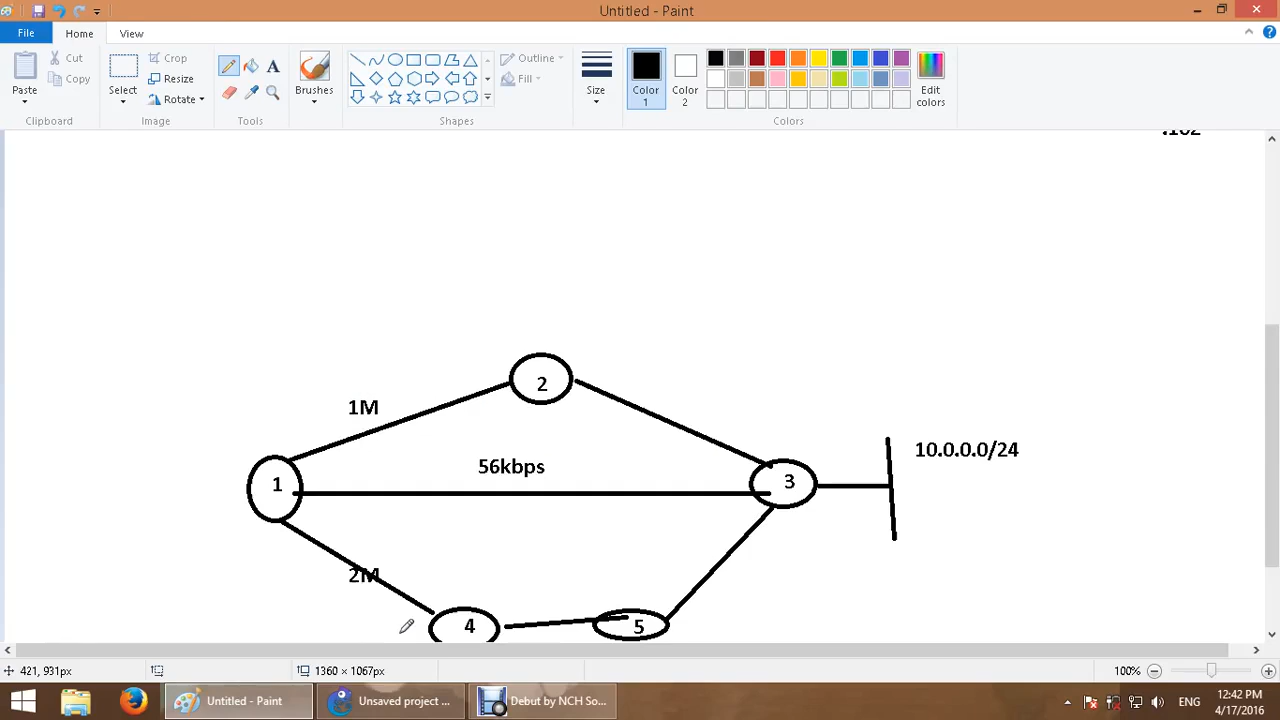 Untitled - Paint
File
Home
View
Paste
Cut
Copy
Clipboard
Select
Crop
Resize
Rotate
Image
A
Tools
Brushes
Outline
Fill
Shapes
Size
Color 1
Color 2
Edit colors
Colors
.102
2
1M
10.0.0.0/24
56kbps
1
3
2M
4
5
421, 931px
1360 × 1067px
100%
Untitled - Paint
Unsaved project ...
Debut by NCH So...
ENG
12:42 PM
4/17/2016